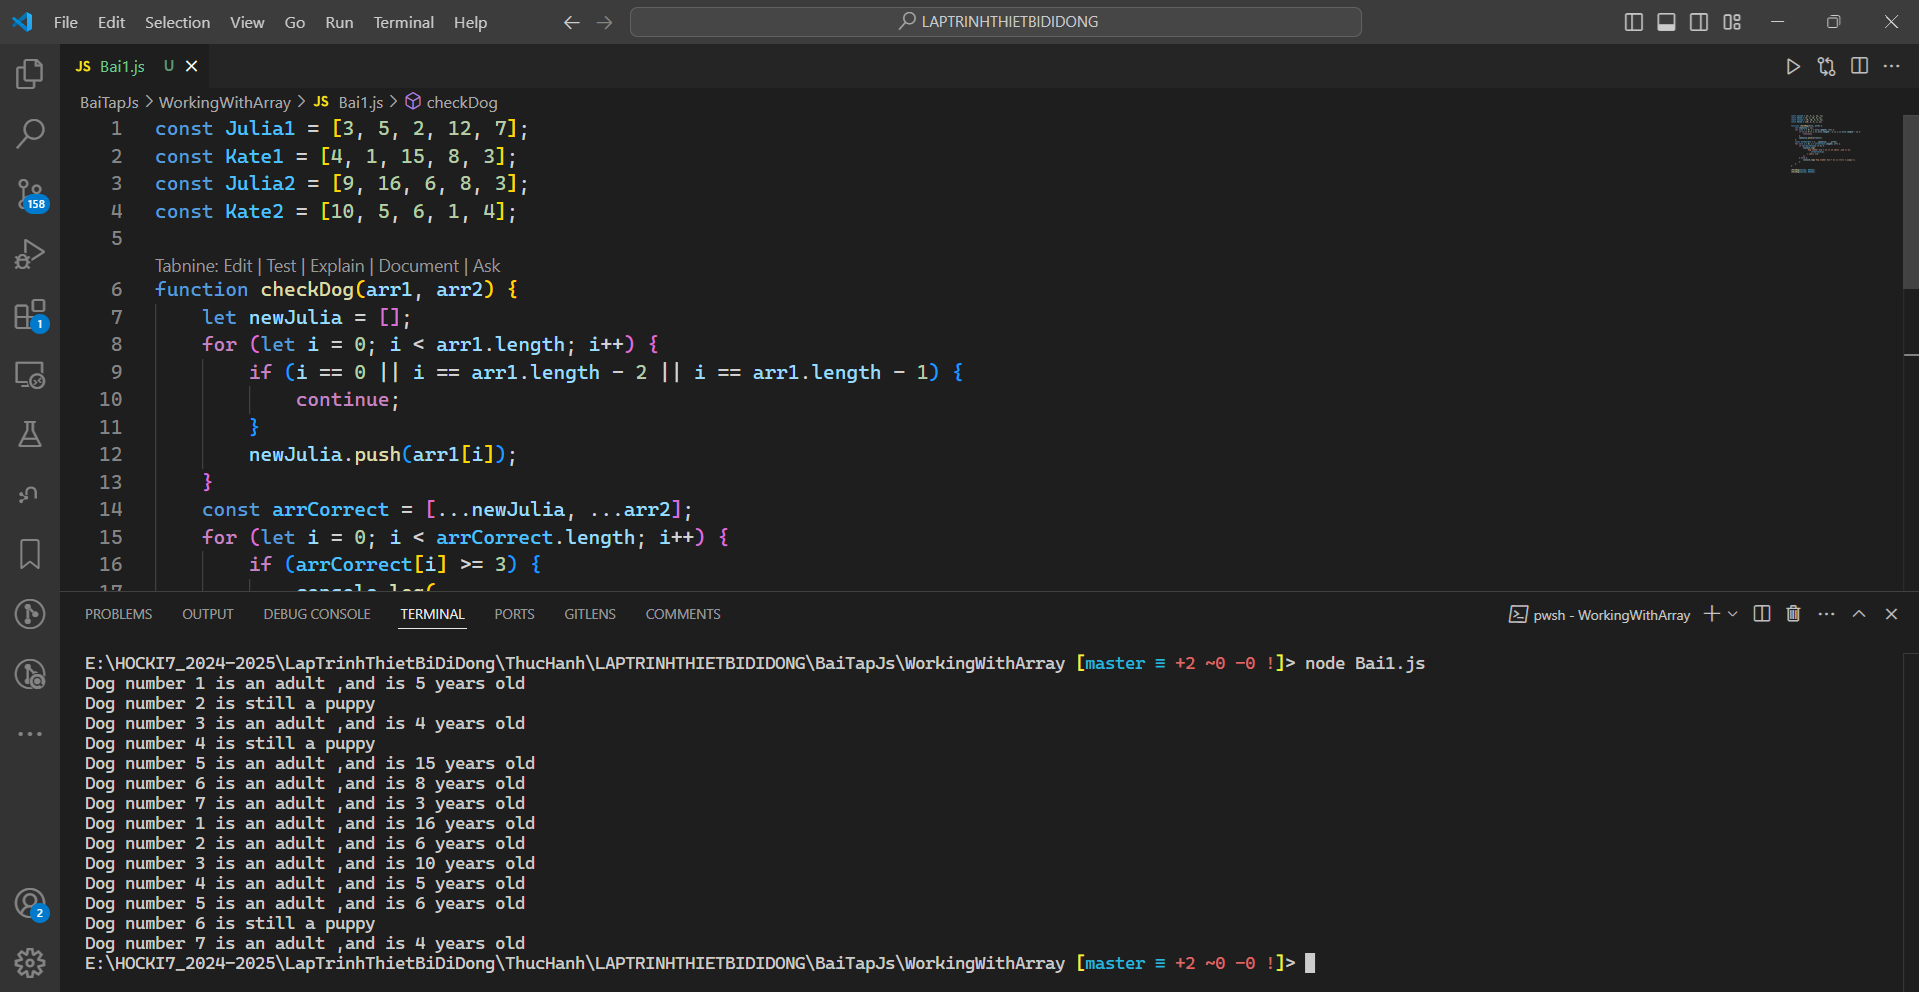 File Edit Selection View Go Run Terminal Help
LAPTRINHTHIETBIDIDONG
JS Bai1.js U
BaiTapJs > WorkingWithArray > JS Bai1.js > checkDog
1 const Julia1 = [3, 5, 2, 12, 7];
2 const Kate1 = [4, 1, 15, 8, 3];
3 const Julia2 = [9, 16, 6, 8, 3];
4 const Kate2 = [10, 5, 6, 1, 4];
5
Tabnine: Edit | Test | Explain | Document | Ask
6 function checkDog(arr1, arr2) {
7 let newJulia = [];
8 for (let i = 0; i < arr1.length; i++) {
9 if (i == 0 || i == arr1.length - 2 || i == arr1.length - 1) {
10 continue;
11 }
12 newJulia.push(arr1[i]);
13 }
14 const arrCorrect = [...newJulia, ...arr2];
15 for (let i = 0; i < arrCorrect.length; i++) {
16 if (arrCorrect[i] >= 3) {
17 console.log(
158
1
2
PROBLEMS OUTPUT DEBUG CONSOLE TERMINAL PORTS GITLENS COMMENTS
pwsh - WorkingWithArray
E:\HOCKI7_2024-2025\LapTrinhThietBiDiDong\ThucHanh\LAPTRINHTHIETBIDIDONG\BaiTapJs\WorkingWithArray [master ≡ +2 ~0 -0 !]> node Bai1.js
Dog number 1 is an adult ,and is 5 years old
Dog number 2 is still a puppy
Dog number 3 is an adult ,and is 4 years old
Dog number 4 is still a puppy
Dog number 5 is an adult ,and is 15 years old
Dog number 6 is an adult ,and is 8 years old
Dog number 7 is an adult ,and is 3 years old
Dog number 1 is an adult ,and is 16 years old
Dog number 2 is an adult ,and is 6 years old
Dog number 3 is an adult ,and is 10 years old
Dog number 4 is an adult ,and is 5 years old
Dog number 5 is an adult ,and is 6 years old
Dog number 6 is still a puppy
Dog number 7 is an adult ,and is 4 years old
E:\HOCKI7_2024-2025\LapTrinhThietBiDiDong\ThucHanh\LAPTRINHTHIETBIDIDONG\BaiTapJs\WorkingWithArray [master ≡ +2 ~0 -0 !]>